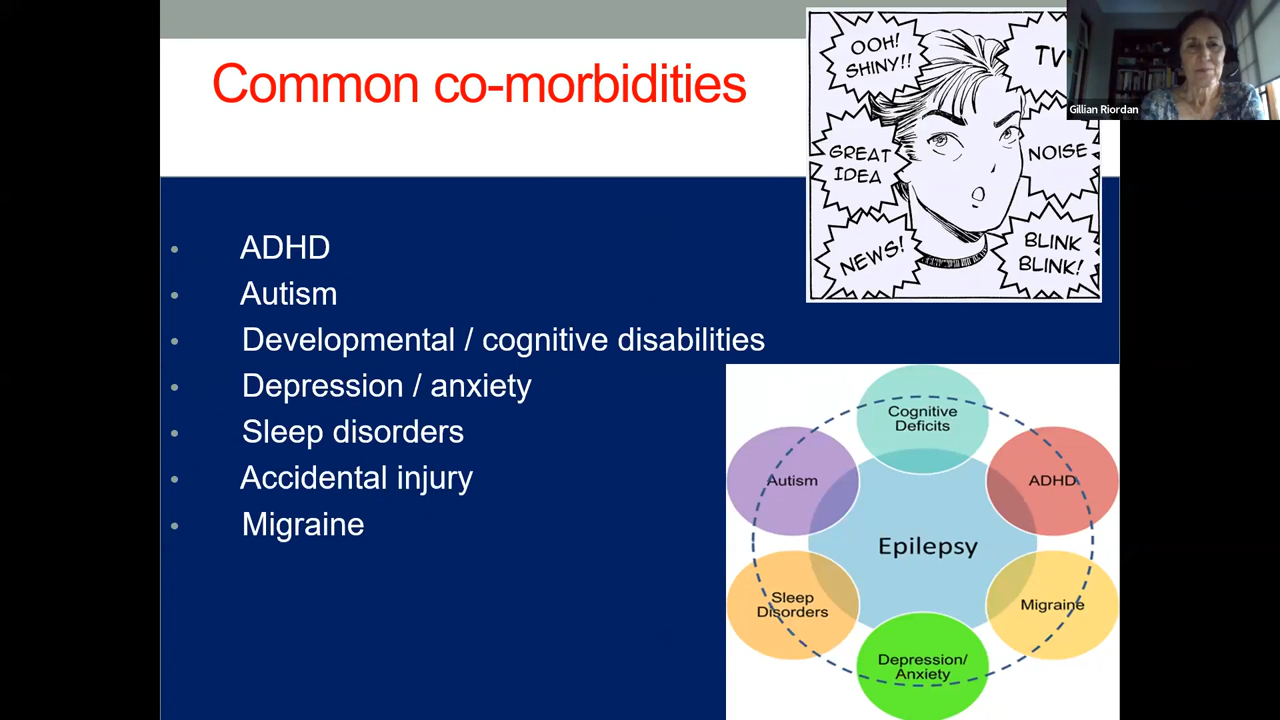 Common co-morbidities
OOH!
SHINY!!
TV
Gillian Riordan
GREAT
IDEA
NOISE
NEWS!
BLINK
BLINK!
ADHD
Autism
Developmental / cognitive disabilities
Depression / anxiety
Sleep disorders
Accidental injury
Migraine
Cognitive
Deficits
Autism
ADHD
Epilepsy
Sleep
Disorders
Migraine
Depression/
Anxiety